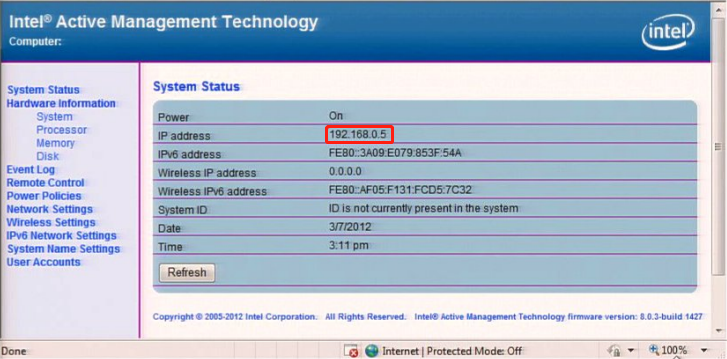 Intel® Active Management Technology
Computer:
intel
System Status
Hardware Information
System
Processor
Memory
Disk
Event Log
Remote Control
Power Policies
Network Settings
Wireless Settings
IPv6 Network Settings
System Name Settings
User Accounts
System Status
Power On
IP address 192.168.0.5
IPv6 address FE80::3A09:E079:853F:54A
Wireless IP address 0.0.0.0
Wireless IPv6 address FE80::AF05:F131:FCD5:7C32
System ID ID is not currently present in the system
Date 3/7/2012
Time 3:11 pm
Refresh
Copyright © 2005-2012 Intel Corporation. All Rights Reserved. Intel® Active Management Technology firmware version: 8.0.3-build 1427
Done Internet | Protected Mode: Off 100%